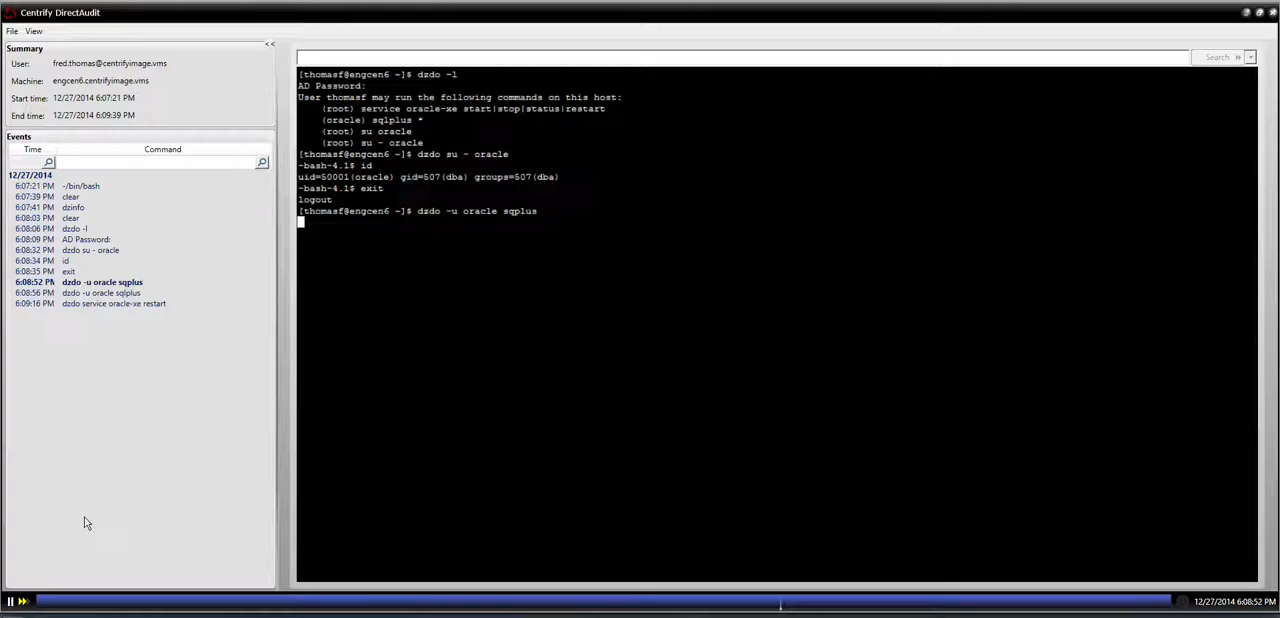 Centrify DirectAudit
File View
Summary <<
User: fred.thomas@centrifyimage.vms
Machine: engcen6.centrifyimage.vms
Start time: 12/27/2014 6:07:21 PM
End time: 12/27/2014 6:09:39 PM
Events
Time Command
12/27/2014
6:07:21 PM -/bin/bash
6:07:39 PM clear
6:07:41 PM dzinfo
6:08:03 PM clear
6:08:06 PM dzdo -l
6:08:09 PM AD Password:
6:08:32 PM dzdo su - oracle
6:08:34 PM id
6:08:35 PM exit
6:08:52 PM dzdo -u oracle sqplus
6:08:56 PM dzdo -u oracle sqlplus
6:09:16 PM dzdo service oracle-xe restart
Search
[thomasf@engcen6 ~]$ dzdo -l
AD Password:
User thomasf may run the following commands on this host:
(root) service oracle-xe start|stop|status|restart
(oracle) sqlplus *
(root) su oracle
(root) su - oracle
[thomasf@engcen6 ~]$ dzdo su - oracle
-bash-4.1$ id
uid=50001(oracle) gid=507(dba) groups=507(dba)
-bash-4.1$ exit
logout
[thomasf@engcen6 ~]$ dzdo -u oracle sqplus
12/27/2014 6:08:52 PM